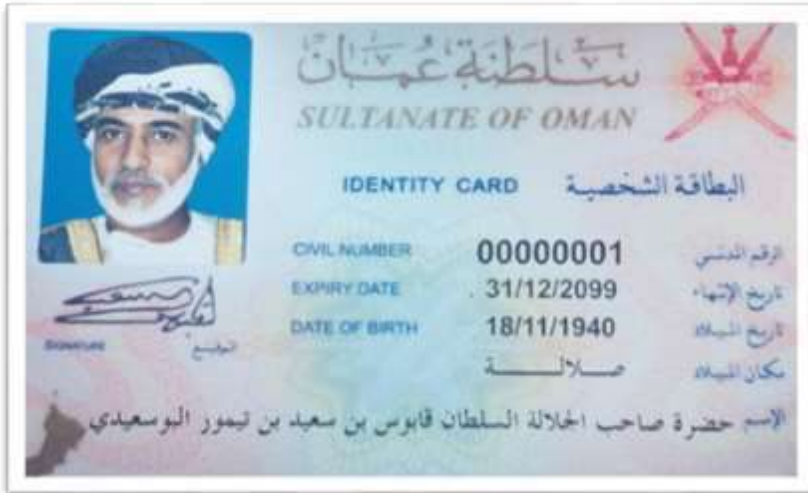 سلطنة عُمان
SULTANATE OF OMAN
IDENTITY CARD البطاقة الشخصية
CIVIL NUMBER 00000001 الرقم المدني
EXPIRY DATE 31/12/2099 تاريخ الإنتهاء
DATE OF BIRTH 18/11/1940 تاريخ الميلاد
صلالة مكان الميلاد
SIGNATURE التوقيع
الإسم حضرة صاحب الجلالة السلطان قابوس بن سعيد بن تيمور البوسعيدي